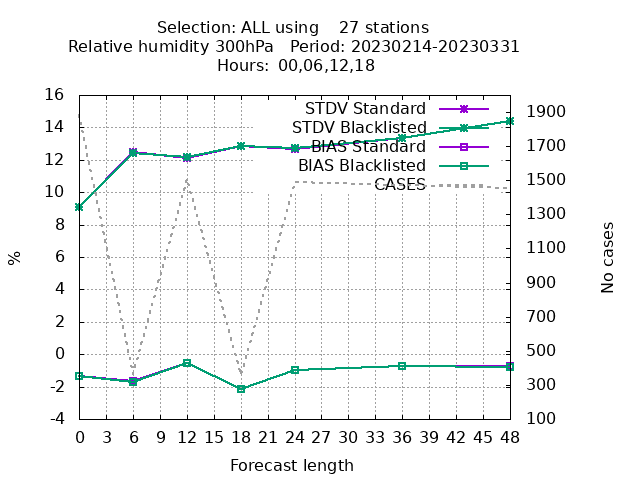 Selection: ALL using    27 stations
Relative humidity 300hPa   Period: 20230214-20230331
Hours: 00,06,12,18
STDV Standard
STDV Blacklisted
BIAS Standard
BIAS Blacklisted
CASES
16
14
12
10
8
6
4
2
0
-2
-4
%
1900
1700
1500
1300
1100
900
700
500
300
100
No cases
0 3 6 9 12 15 18 21 24 27 30 33 36 39 42 45 48
Forecast length